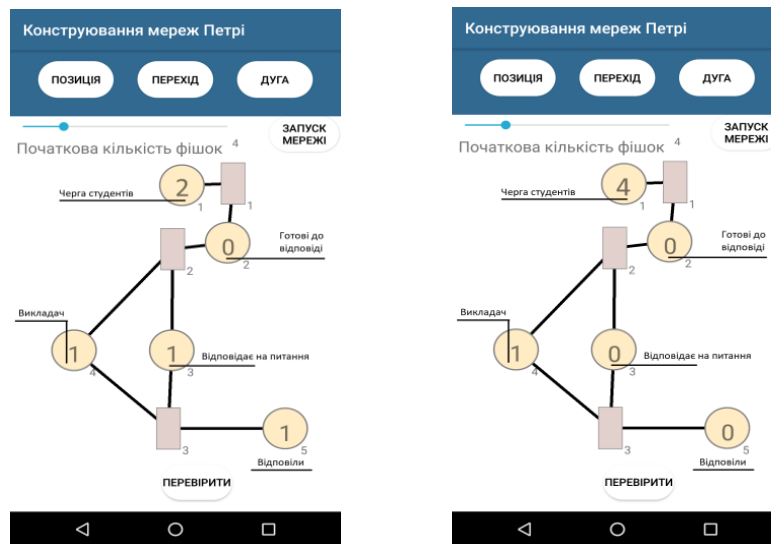 Конструювання мереж Петрі
ПОЗИЦІЯ ПЕРЕХІД ДУГА
ЗАПУСК
МЕРЕЖІ
Початкова кількість фішок 4
2
Черга студентів
1
1
Готові до
відповіді
0
2
2
Викладач
1
4
1
Відповідає на питання
3
1
3
5
Відповіли
ПЕРЕВІРИТИ
Конструювання мереж Петрі
ПОЗИЦІЯ ПЕРЕХІД ДУГА
ЗАПУСК
МЕРЕЖІ
Початкова кількість фішок 4
4
Черга студентів
1
1
Готові до
відповіді
0
2
2
Викладач
1
4
0
Відповідає на питання
3
0
3
5
Відповіли
ПЕРЕВІРИТИ